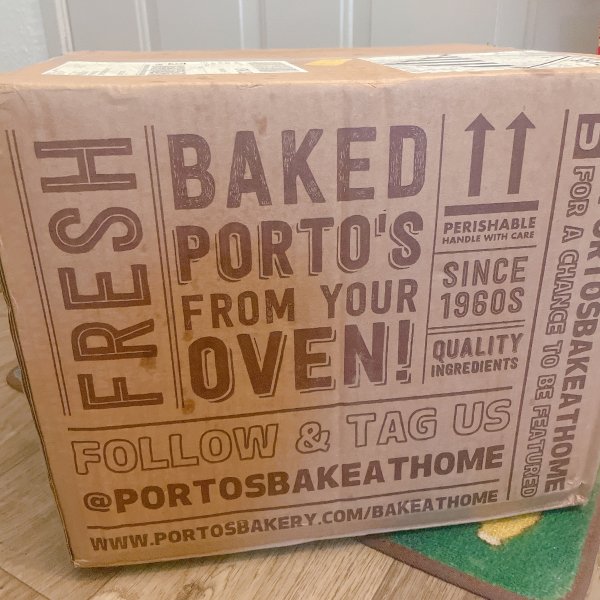 FRESH
BAKED
PORTO'S
FROM YOUR
OVEN!
PERISHABLE
HANDLE WITH CARE
SINCE
1960S
QUALITY
INGREDIENTS
FOLLOW & TAG US
@PORTOSBAKEATHOME
WWW.PORTOSBAKERY.COM/BAKEATHOME
PORTOSBAKEATHOME
FOR A CHANCE TO BE FEATURED